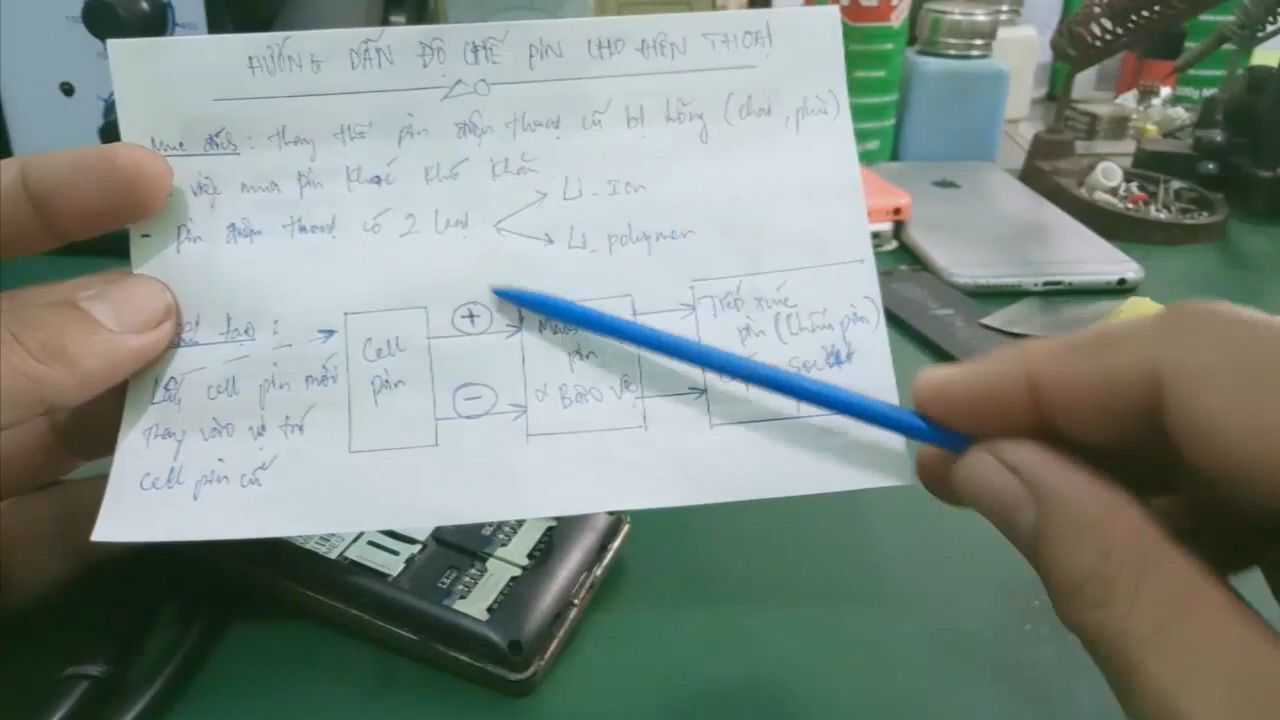 HƯỚNG DẪN ĐỘ CHẾ PIN CHO ĐIỆN THOẠI
Mục đích : thay thế pin điện thoại cũ bị hỏng (chai, phù)
việc mua pin khác khó khăn
- pin điện thoại có 2 loại
Li_Ion
Li_polymer
tạo :
Lấy cell pin mới
thay vào vị trí
cell pin cũ
Cell
pin
+
-
pin
& Bảo vệ
Tiếp xúc
pin (chân pin)